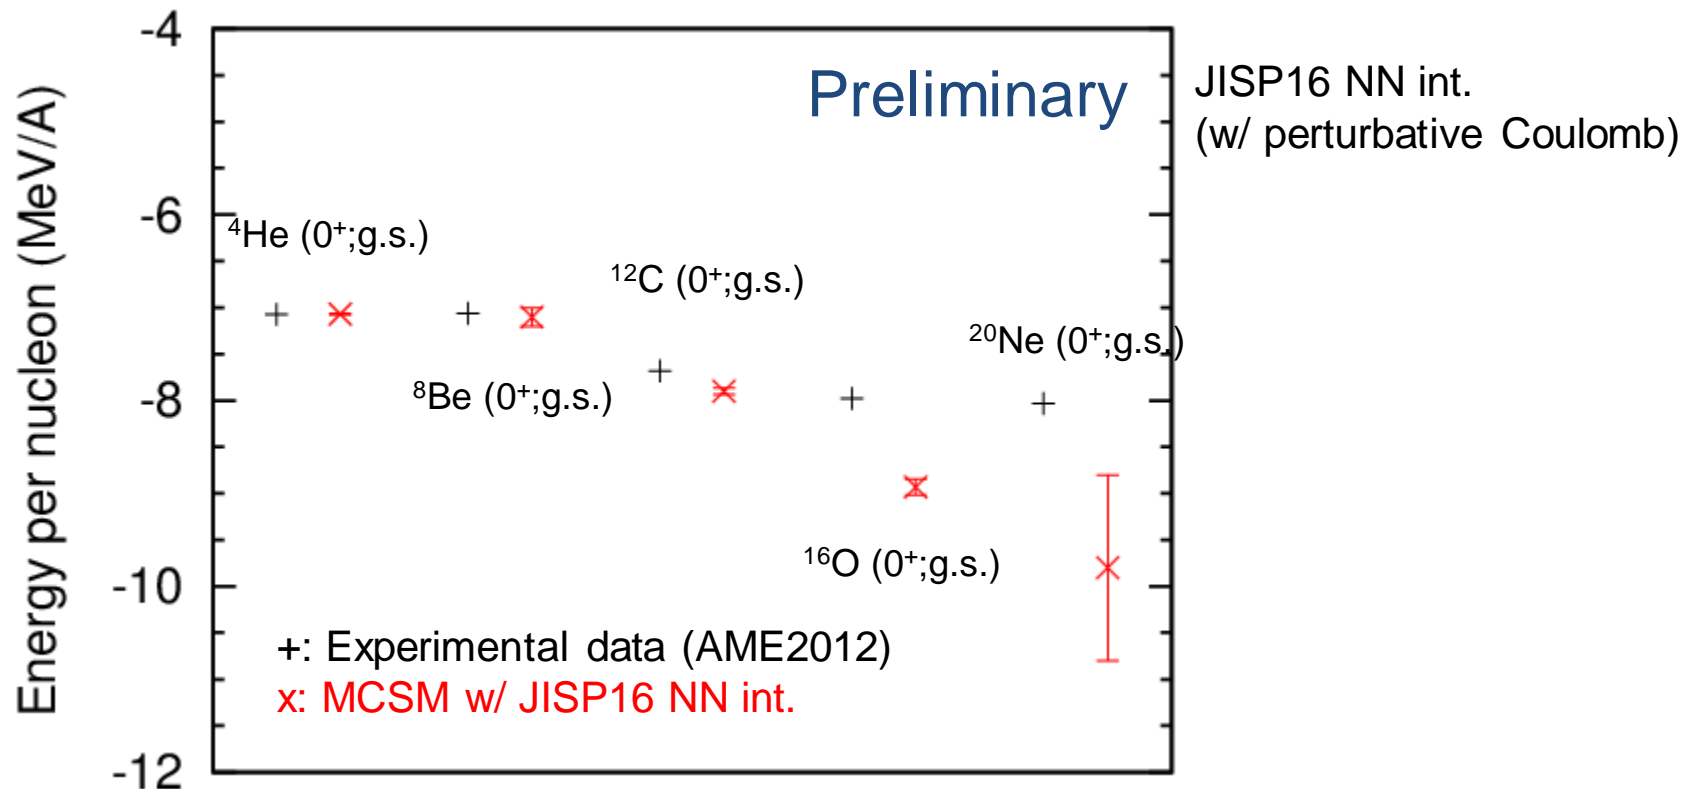 -4
Preliminary
JISP16 NN int.
(w/ perturbative Coulomb)
Energy per nucleon (MeV/A)
-6
⁴He (0⁺;g.s.)
¹²C (0⁺;g.s.)
²⁰Ne (0⁺;g.s.)
-8
⁸Be (0⁺;g.s.)
¹⁶O (0⁺;g.s.)
-10
+: Experimental data (AME2012)
x: MCSM w/ JISP16 NN int.
-12